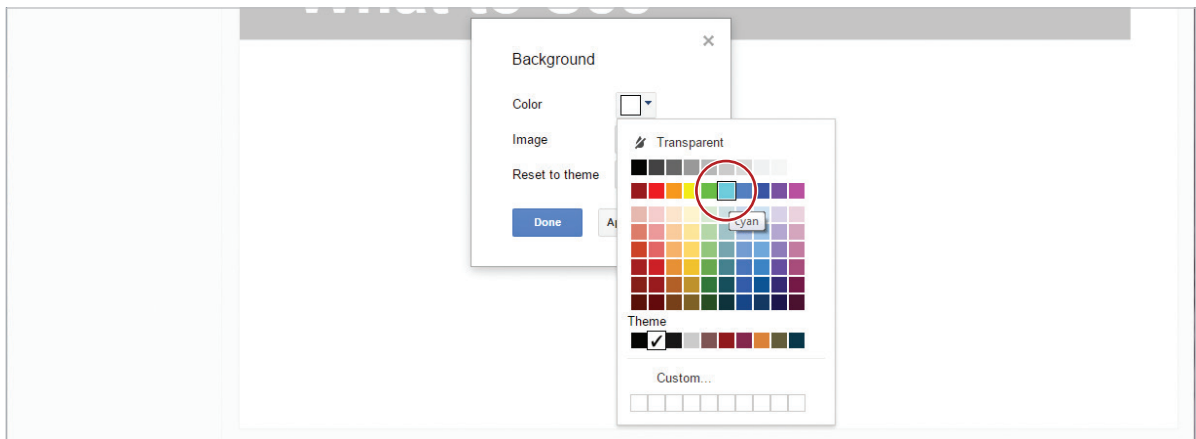 Background
Color
Image
Transparent
Reset to theme
cyan
Done
Theme
Custom...